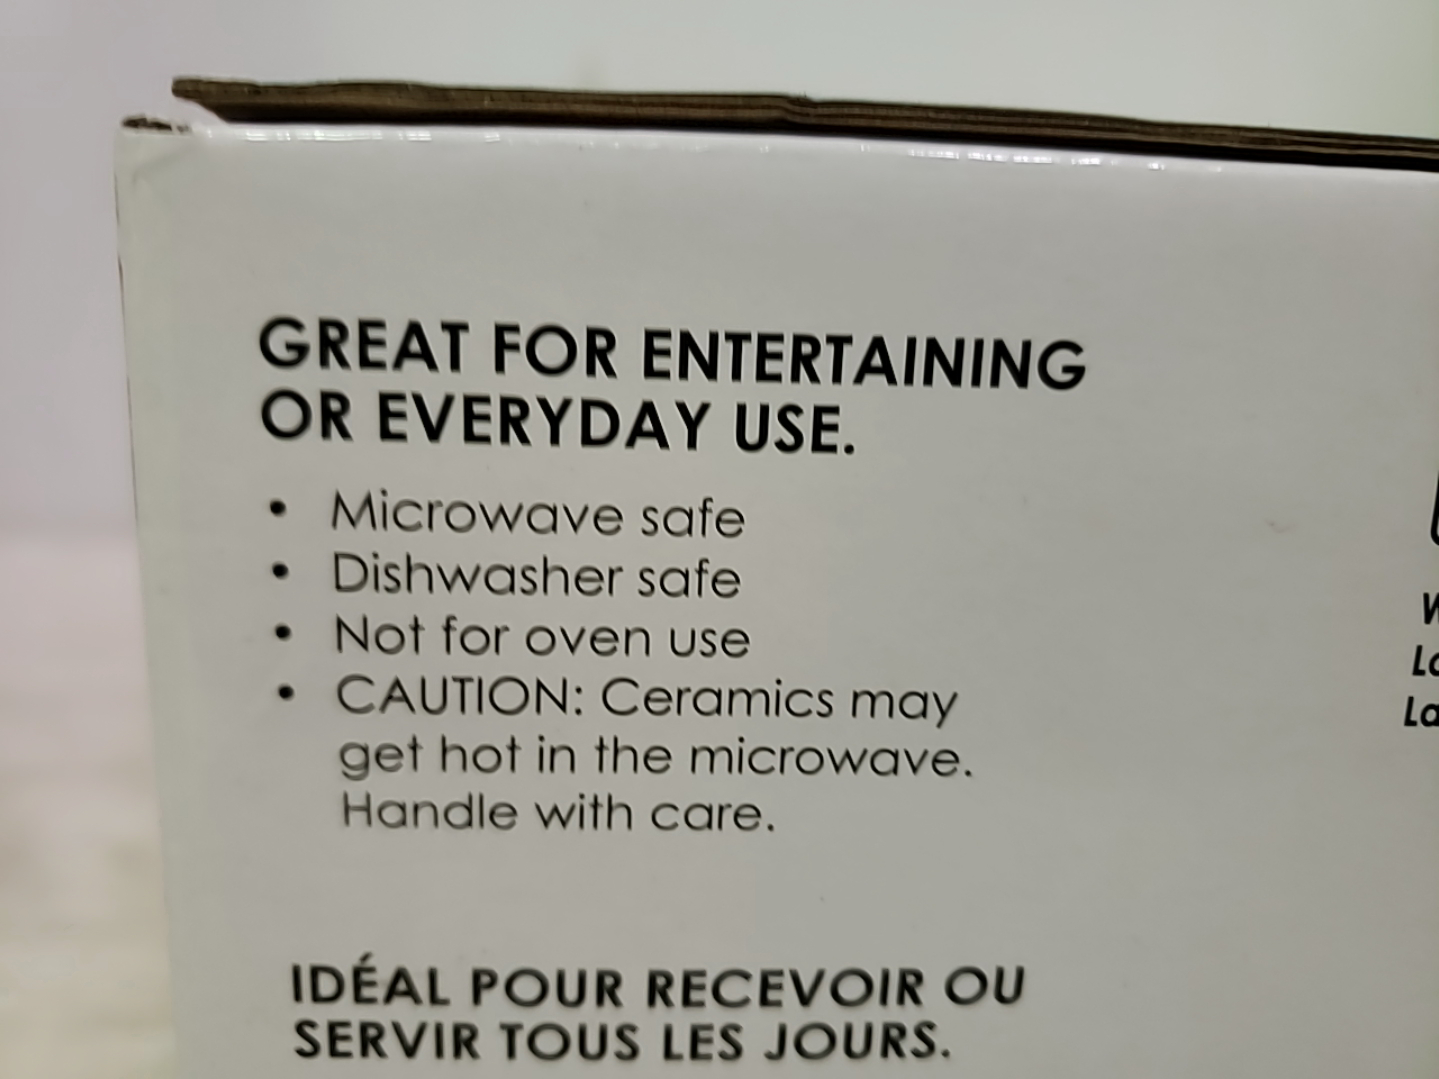 GREAT FOR ENTERTAINING
OR EVERYDAY USE.
• Microwave safe
• Dishwasher safe
• Not for oven use
• CAUTION: Ceramics may
get hot in the microwave.
Handle with care.
IDÉAL POUR RECEVOIR OU
SERVIR TOUS LES JOURS.